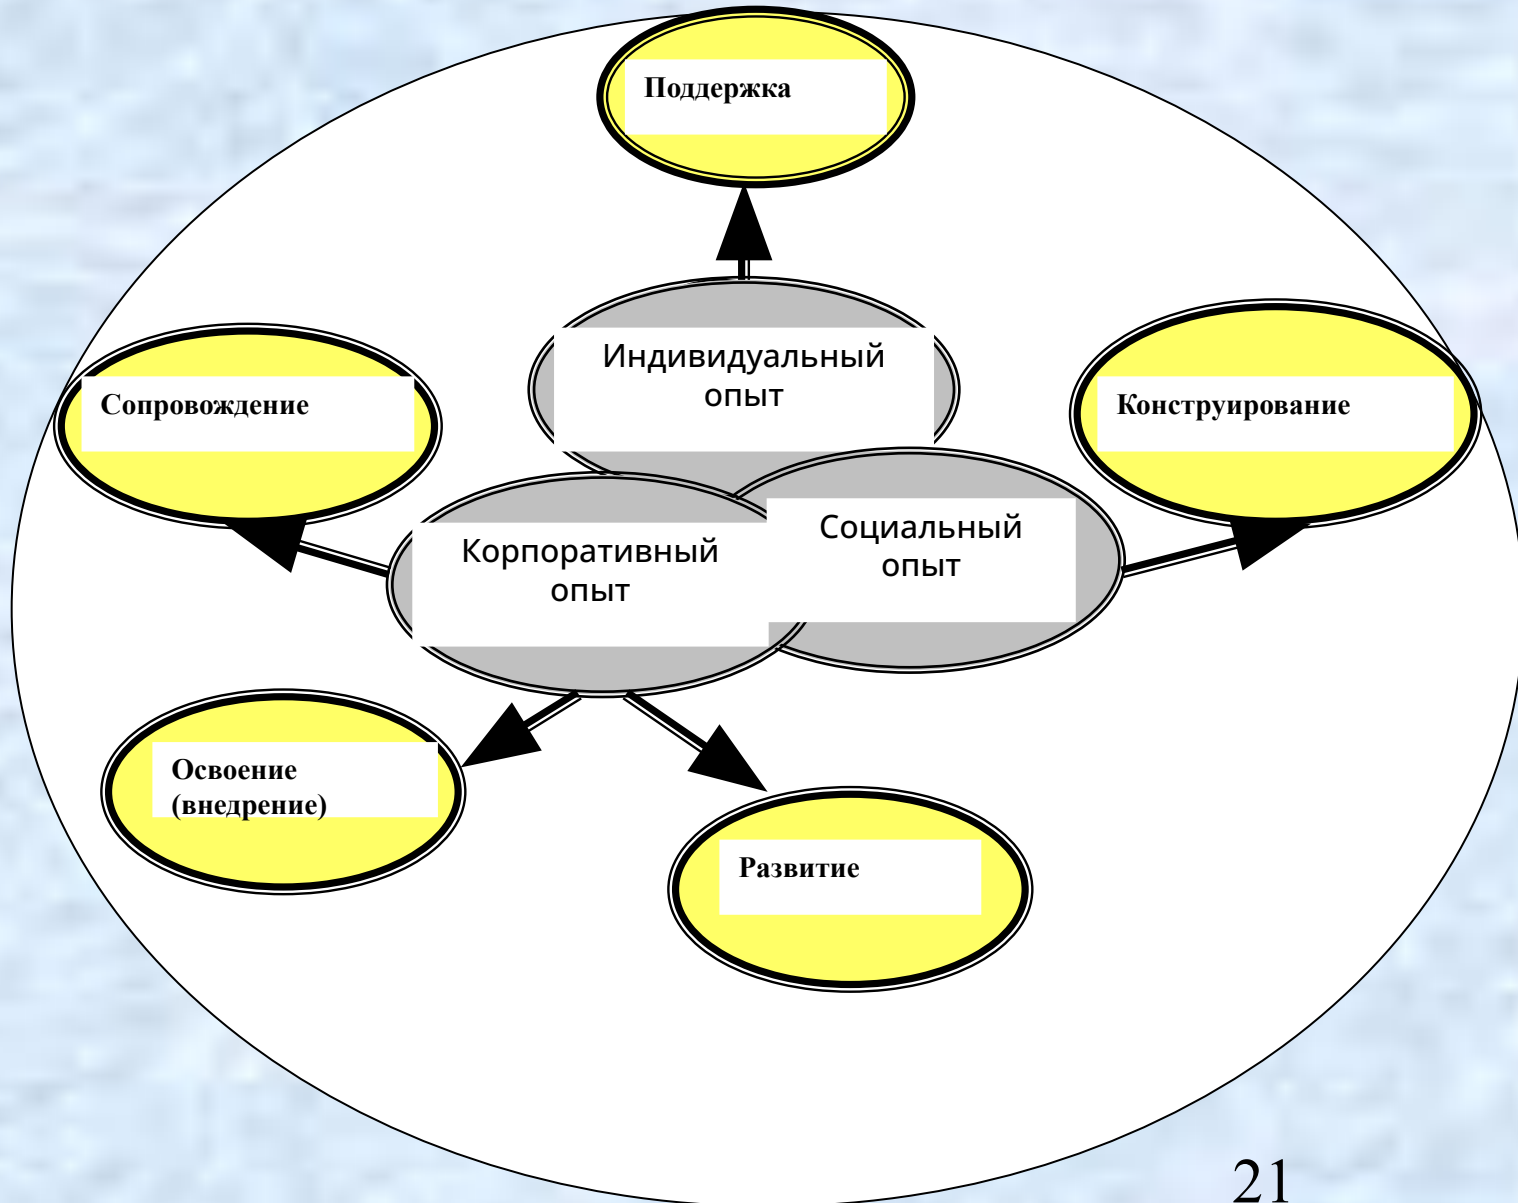 Поддержка
Индивидуальный
опыт
Сопровождение
Конструирование
Социальный
опыт
Корпоративный
опыт
Освоение
(внедрение)
Развитие
21